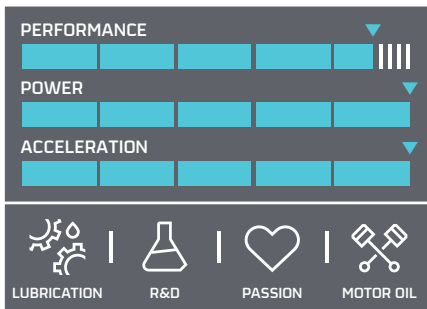 PERFORMANCE
POWER
ACCELERATION
LUBRICATION R&D PASSION MOTOR OIL